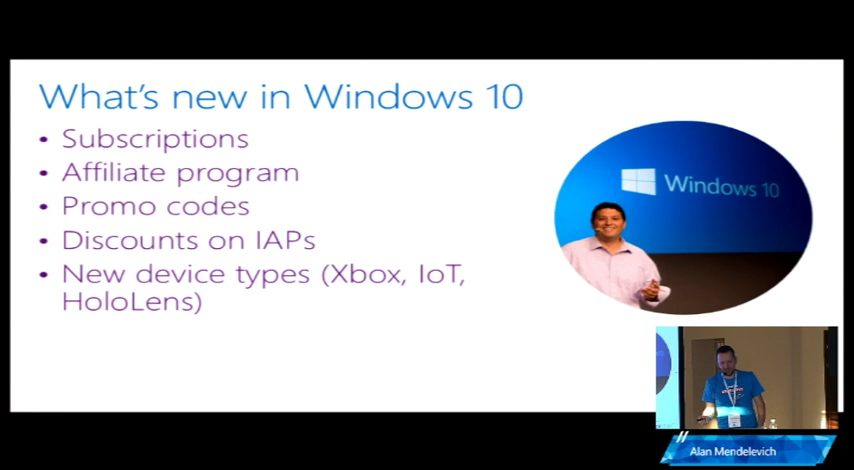 What's new in Windows 10
• Subscriptions
• Affiliate program
• Promo codes
• Discounts on IAPs
• New device types (Xbox, IoT,
HoloLens)
Windows 10
Alan Mendelevich